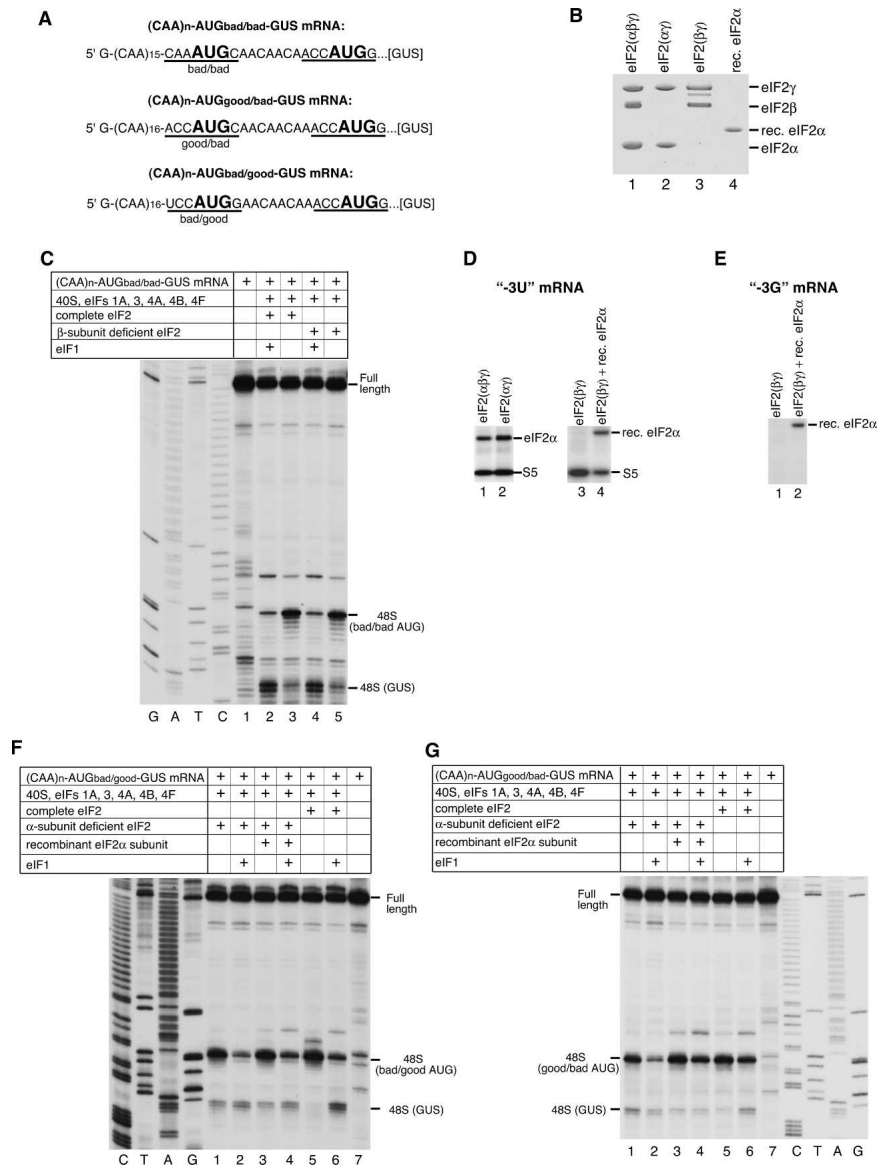 A
(CAA)n-AUGbad/bad-GUS mRNA:
5' G-(CAA)15-CAAAUGCAACAACAACCAUGG...[GUS]
bad/bad
(CAA)n-AUGgood/bad-GUS mRNA:
5' G-(CAA)16-ACCAUGCAACAACAAACCAUGG...[GUS]
good/bad
(CAA)n-AUGbad/good-GUS mRNA:
5' G-(CAA)16-UCCAUGGAACAACAAACCAUGG...[GUS]
bad/good
B
eIF2(αβγ)
eIF2(αγ)
eIF2(βγ)
rec. eIF2α
eIF2γ
eIF2β
rec. eIF2α
eIF2α
1 2 3 4
C
(CAA)n-AUGbad/bad-GUS mRNA + + + + +
40S, eIFs 1A, 3, 4A, 4B, 4F + + + +
complete eIF2 + +
β-subunit deficient eIF2 + +
eIF1 + +
Full
length
48S
(bad/bad AUG)
48S (GUS)
G A T C 1 2 3 4 5
D
"-3U" mRNA
eIF2(αβγ)
eIF2(αγ)
eIF2α
S5
1 2
eIF2(βγ)
eIF2(βγ) + rec. eIF2α
rec. eIF2α
S5
3 4
E
"-3G" mRNA
eIF2(βγ)
eIF2(βγ) + rec. eIF2α
rec. eIF2α
1 2
F
(CAA)n-AUGbad/good-GUS mRNA + + + + + + +
40S, eIFs 1A, 3, 4A, 4B, 4F + + + + + +
complete eIF2 + +
α-subunit deficient eIF2 + + + +
recombinant eIF2α subunit + +
eIF1 + + +
Full
length
48S
(bad/good AUG)
48S (GUS)
C T A G 1 2 3 4 5 6 7
G
(CAA)n-AUGgood/bad-GUS mRNA + + + + + + +
40S, eIFs 1A, 3, 4A, 4B, 4F + + + + + +
complete eIF2 + +
α-subunit deficient eIF2 + + + +
recombinant eIF2α subunit + +
eIF1 + + +
Full
length
48S
(good/bad AUG)
48S (GUS)
1 2 3 4 5 6 7 C T A G